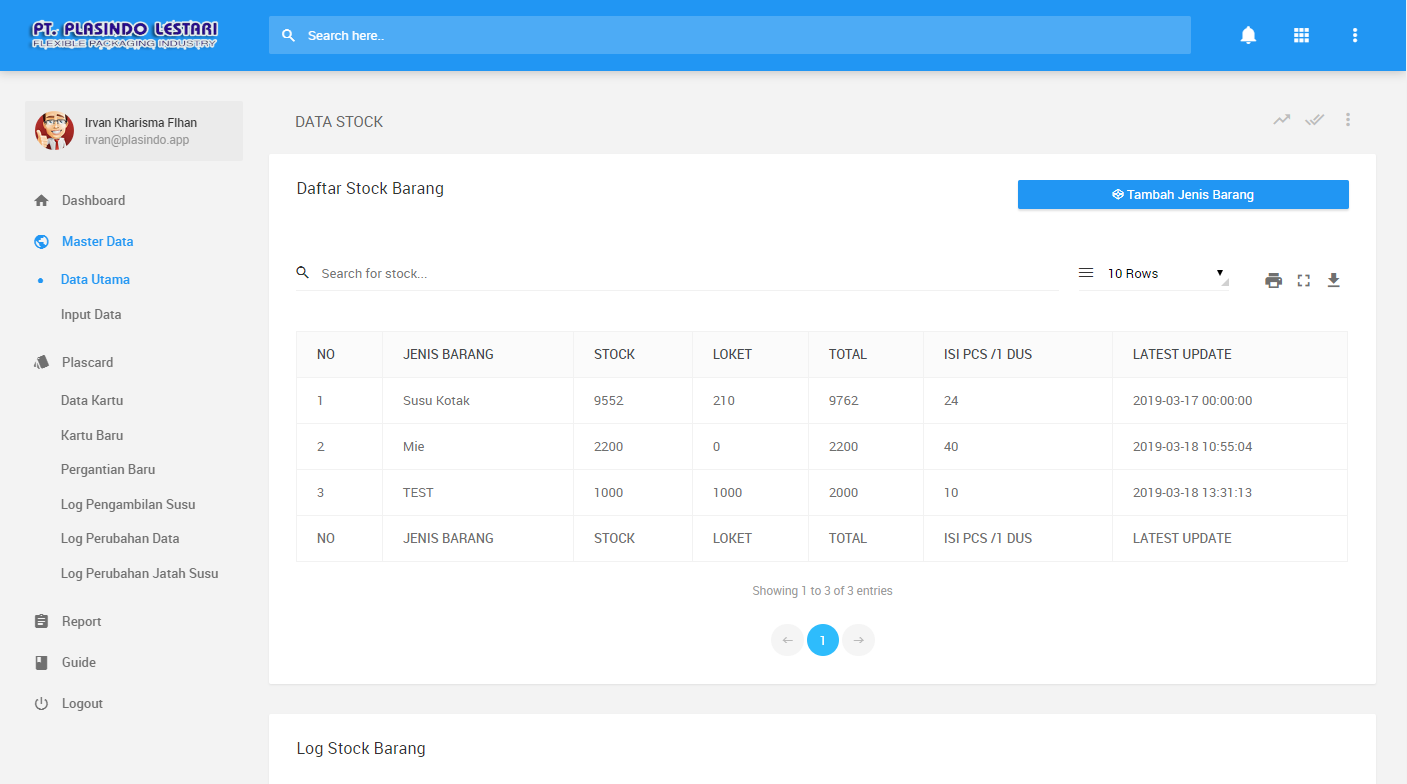 PT. PLASINDO LESTARI
FLEXIBLE PACKAGING INDUSTRY
Search here..
Irvan Kharisma FIhan
irvan@plasindo.app
Dashboard
Master Data
Data Utama
Input Data
Plascard
Data Kartu
Kartu Baru
Pergantian Baru
Log Pengambilan Susu
Log Perubahan Data
Log Perubahan Jatah Susu
Report
Guide
Logout
DATA STOCK
Daftar Stock Barang
Tambah Jenis Barang
Search for stock...
10 Rows
NO JENIS BARANG STOCK LOKET TOTAL ISI PCS /1 DUS LATEST UPDATE
1 Susu Kotak 9552 210 9762 24 2019-03-17 00:00:00
2 Mie 2200 0 2200 40 2019-03-18 10:55:04
3 TEST 1000 1000 2000 10 2019-03-18 13:31:13
NO JENIS BARANG STOCK LOKET TOTAL ISI PCS /1 DUS LATEST UPDATE
Showing 1 to 3 of 3 entries
← 1 →
Log Stock Barang